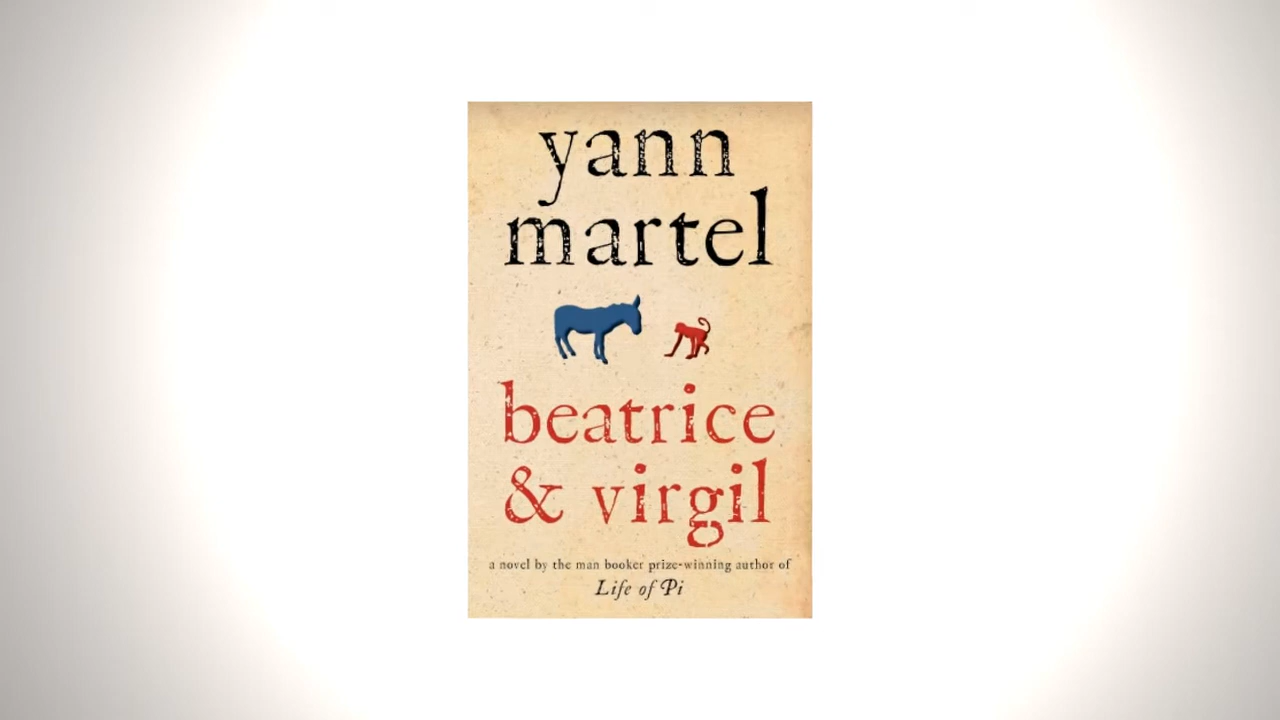 yann
martel
beatrice
& virgil
a novel by the man booker prize-winning author of
Life of Pi